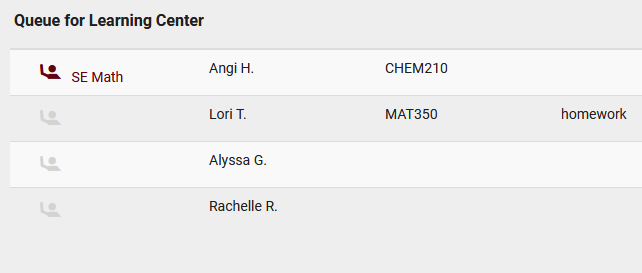 Queue for Learning Center
SE Math Angi H. CHEM210
Lori T. MAT350 homework
Alyssa G.
Rachelle R.